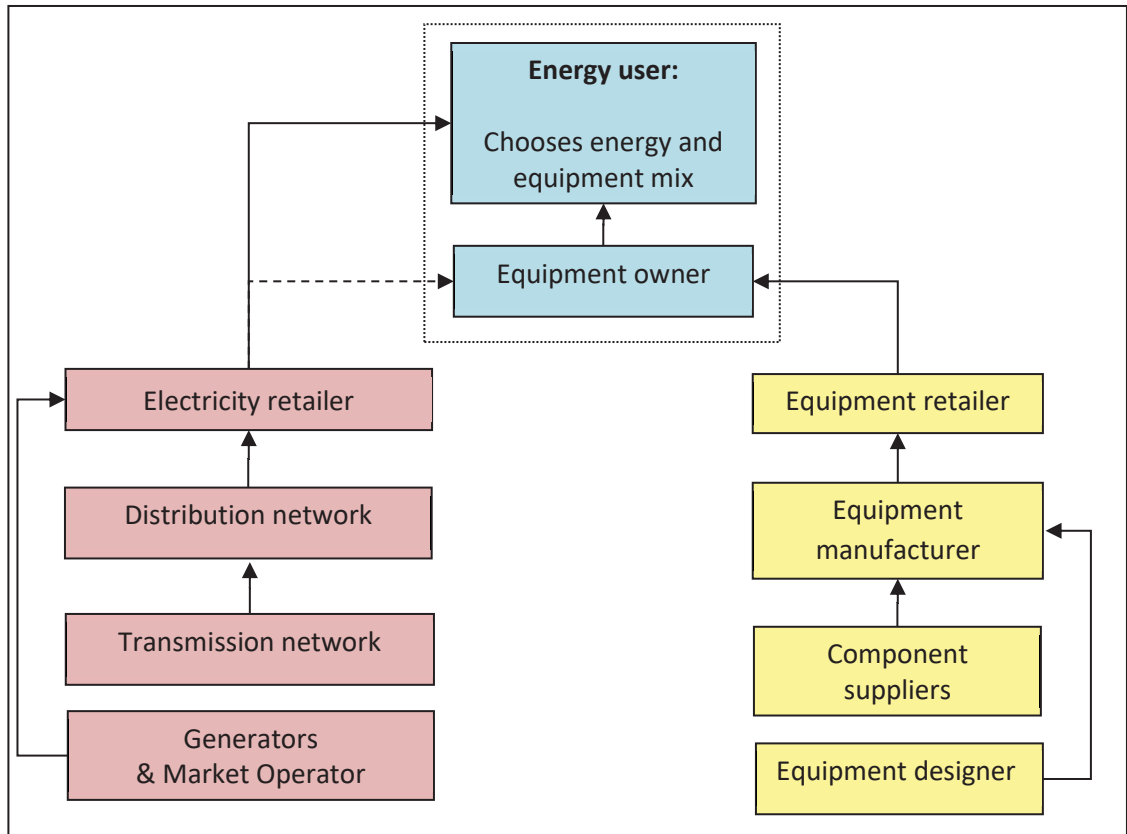 Energy user:
Chooses energy and
equipment mix
Equipment owner
Electricity retailer
Equipment retailer
Distribution network
Equipment
manufacturer
Transmission network
Component
suppliers
Generators
& Market Operator
Equipment designer